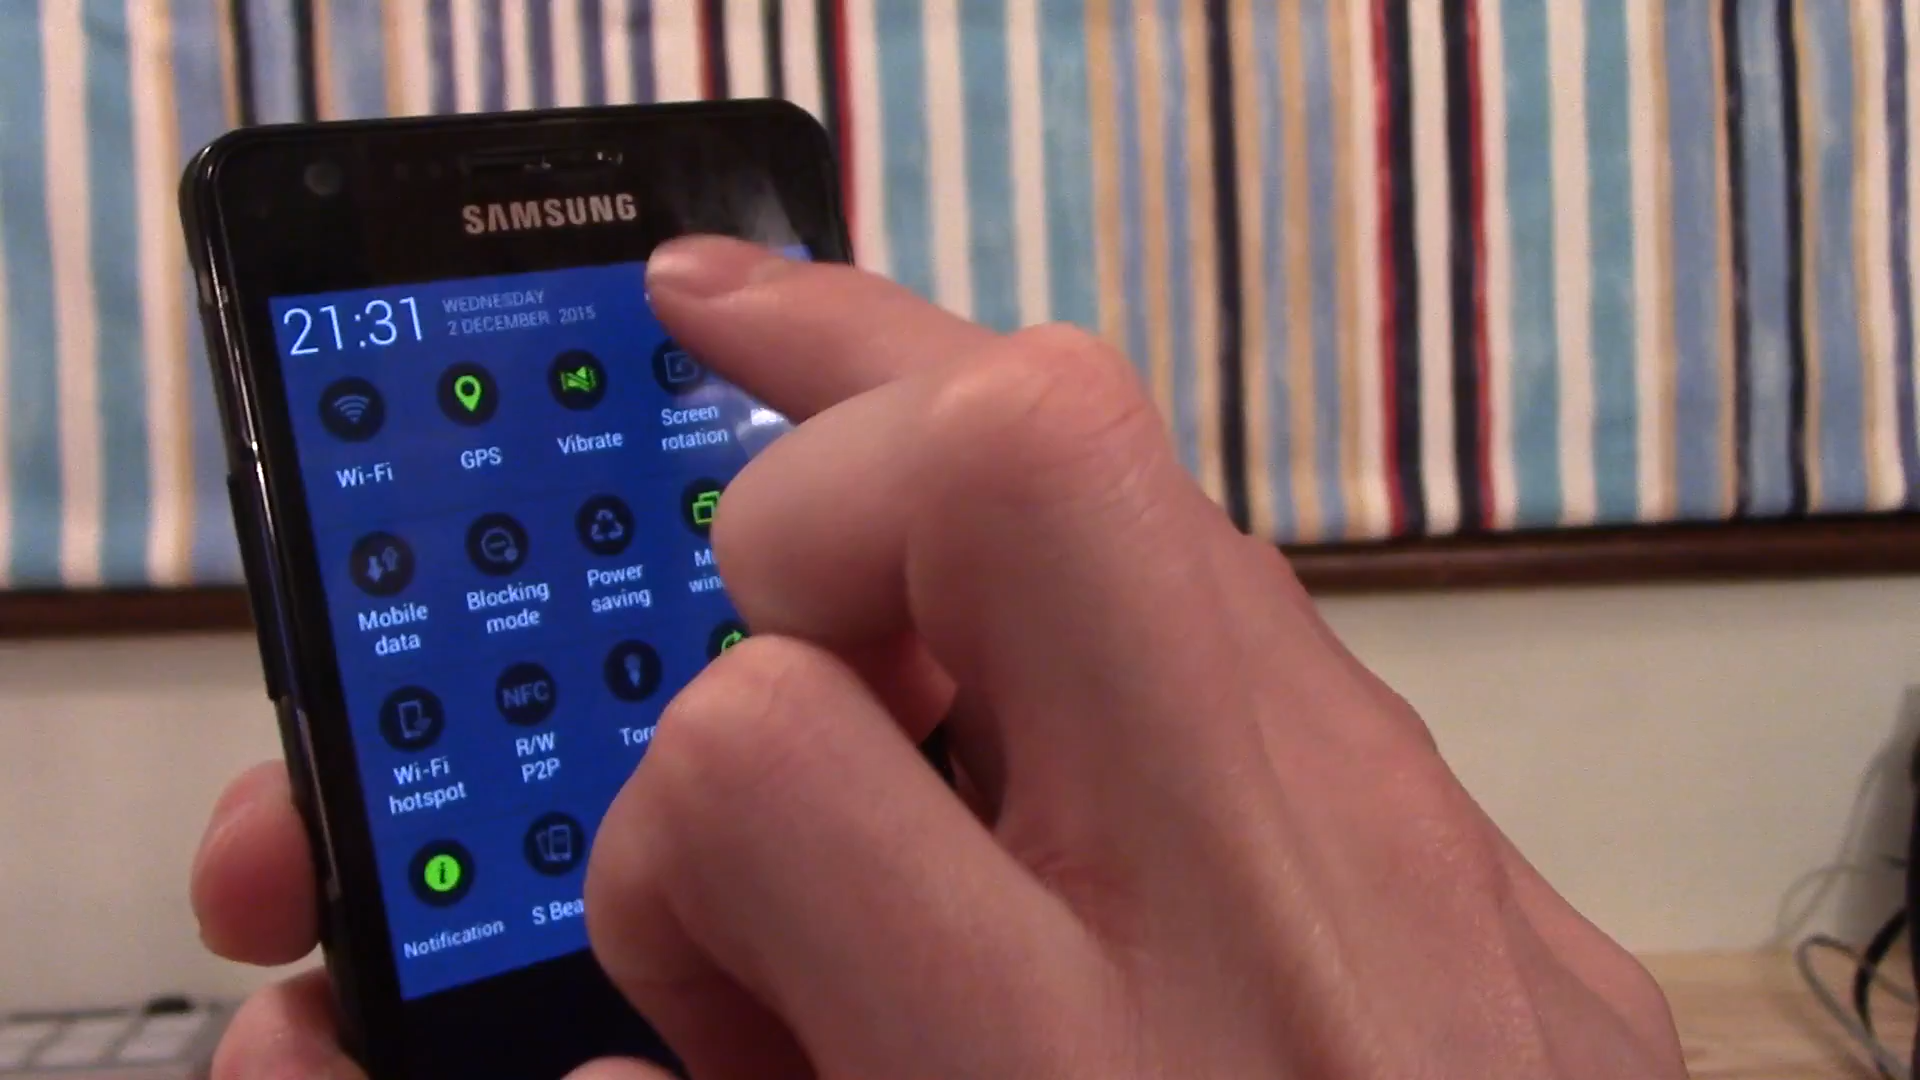 SAMSUNG
21:31
WEDNESDAY
2 DECEMBER 2015
Wi-Fi
GPS
Vibrate
Screen
rotation
Mobile
data
Blocking
mode
Power
saving
Wi-Fi
hotspot
NFC
R/W
P2P
Notification
S